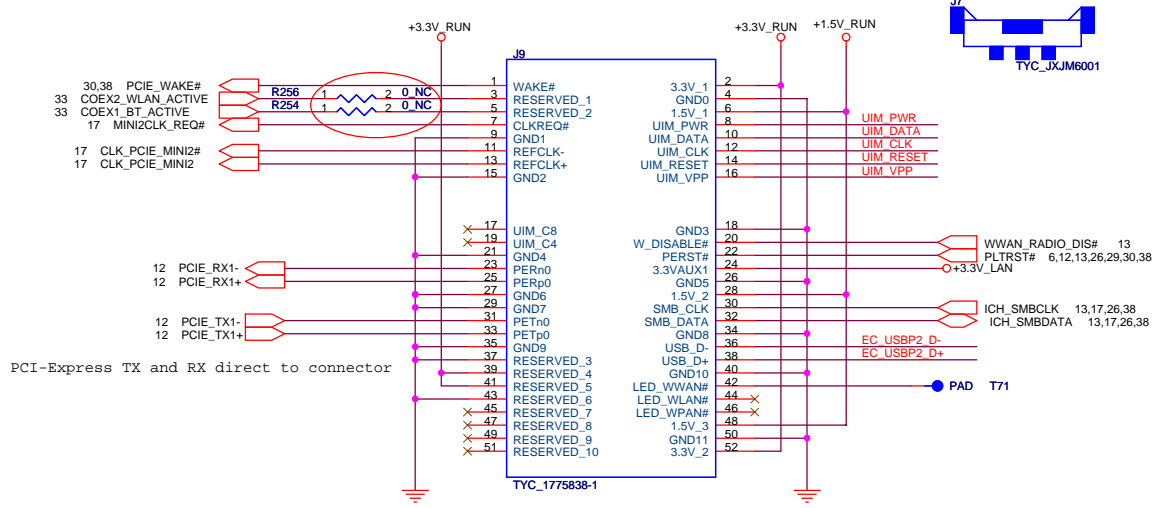 J7
TYC_JXJM6001
+3.3V_RUN
+3.3V_RUN
+1.5V_RUN
J9
30,38 PCIE_WAKE# 1 WAKE# 3.3V_1 2
33 COEX2_WLAN_ACTIVE R256 1 2 0_NC 3 RESERVED_1 GND0 4
33 COEX1_BT_ACTIVE R254 1 2 0_NC 5 RESERVED_2 1.5V_1 6
17 MINI2CLK_REQ# 7 CLKREQ# UIM_PWR 8 UIM_PWR
9 GND1 UIM_DATA 10 UIM_DATA
17 CLK_PCIE_MINI2# 11 REFCLK- UIM_CLK 12 UIM_CLK
17 CLK_PCIE_MINI2 13 REFCLK+ UIM_RESET 14 UIM_RESET
15 GND2 UIM_VPP 16 UIM_VPP
17 UIM_C8 GND3 18
19 UIM_C4 W_DISABLE# 20 WWAN_RADIO_DIS# 13
21 GND4 PERST# 22 PLTRST# 6,12,13,26,29,30,38
12 PCIE_RX1- 23 PERn0 3.3VAUX1 24 +3.3V_LAN
12 PCIE_RX1+ 25 PERp0 GND5 26
27 GND6 1.5V_2 28
29 GND7 SMB_CLK 30 ICH_SMBCLK 13,17,26,38
12 PCIE_TX1- 31 PETn0 SMB_DATA 32 ICH_SMBDATA 13,17,26,38
12 PCIE_TX1+ 33 PETp0 GND8 34
35 GND9 USB_D- 36 EC_USBP2_D-
37 RESERVED_3 USB_D+ 38 EC_USBP2_D+
PCI-Express TX and RX direct to connector
39 RESERVED_4 GND10 40
41 RESERVED_5 LED_WWAN# 42 PAD T71
43 RESERVED_6 LED_WLAN# 44
45 RESERVED_7 LED_WPAN# 46
47 RESERVED_8 1.5V_3 48
49 RESERVED_9 GND11 50
51 RESERVED_10 3.3V_2 52
TYC_1775838-1